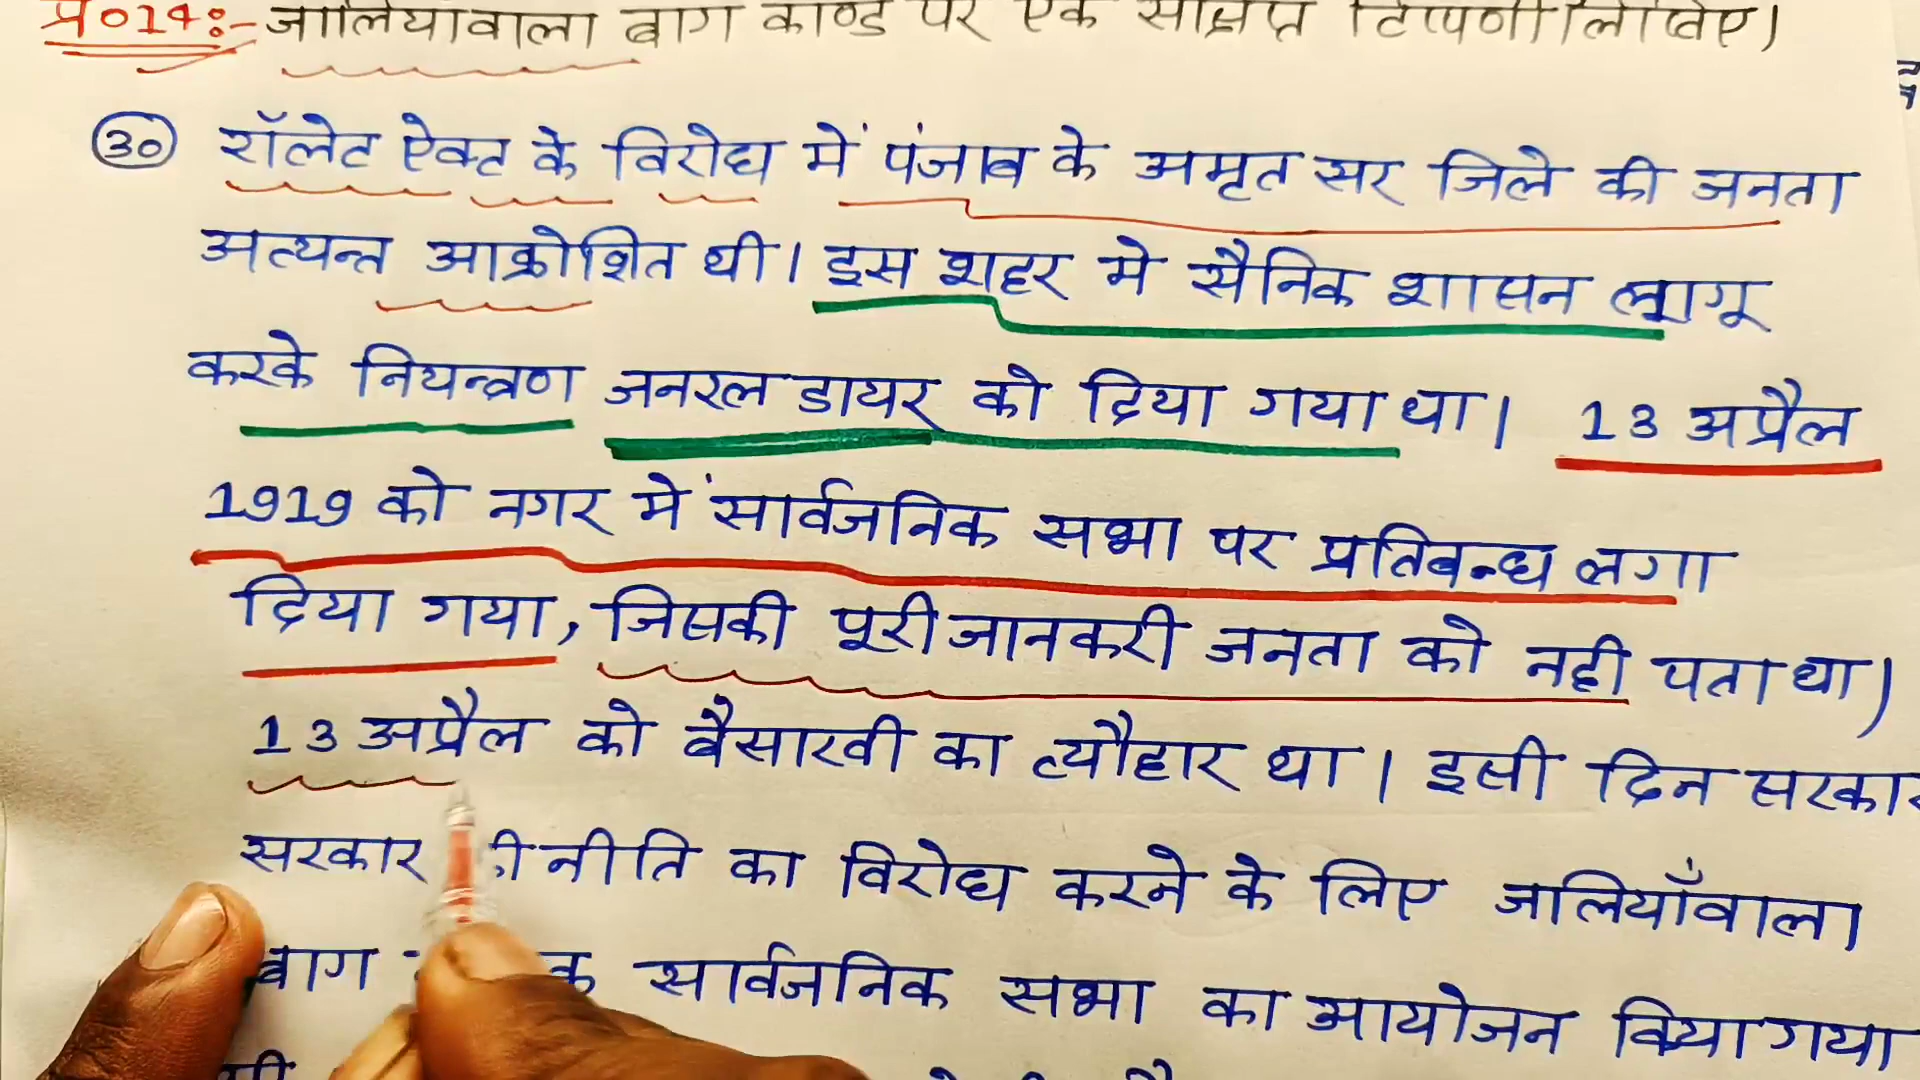 प्र०14:- जालियावाला बाग काण्ड पर एक संक्षिप्त टिप्पणी लिखिए।
उ० रॉलेट ऐक्ट के विरोध में पंजाब के अमृतसर जिले की जनता
अत्यन्त आक्रोशित थी। इस शहर मे सैनिक शासन लागू
करके नियन्त्रण जनरल डायर को दिया गया था। 13 अप्रैल
1919 को नगर में सार्वजनिक सभा पर प्रतिबन्ध लगा
दिया गया, जिसकी पूरी जानकरी जनता को नही पता था।
13 अप्रैल को बैसाखी का त्यौहार था। इसी दिन सरकार
सरकार की नीति का विरोध करने के लिए जलियाँवाला
बाग सार्वजनिक सभा का आयोजन किया गया